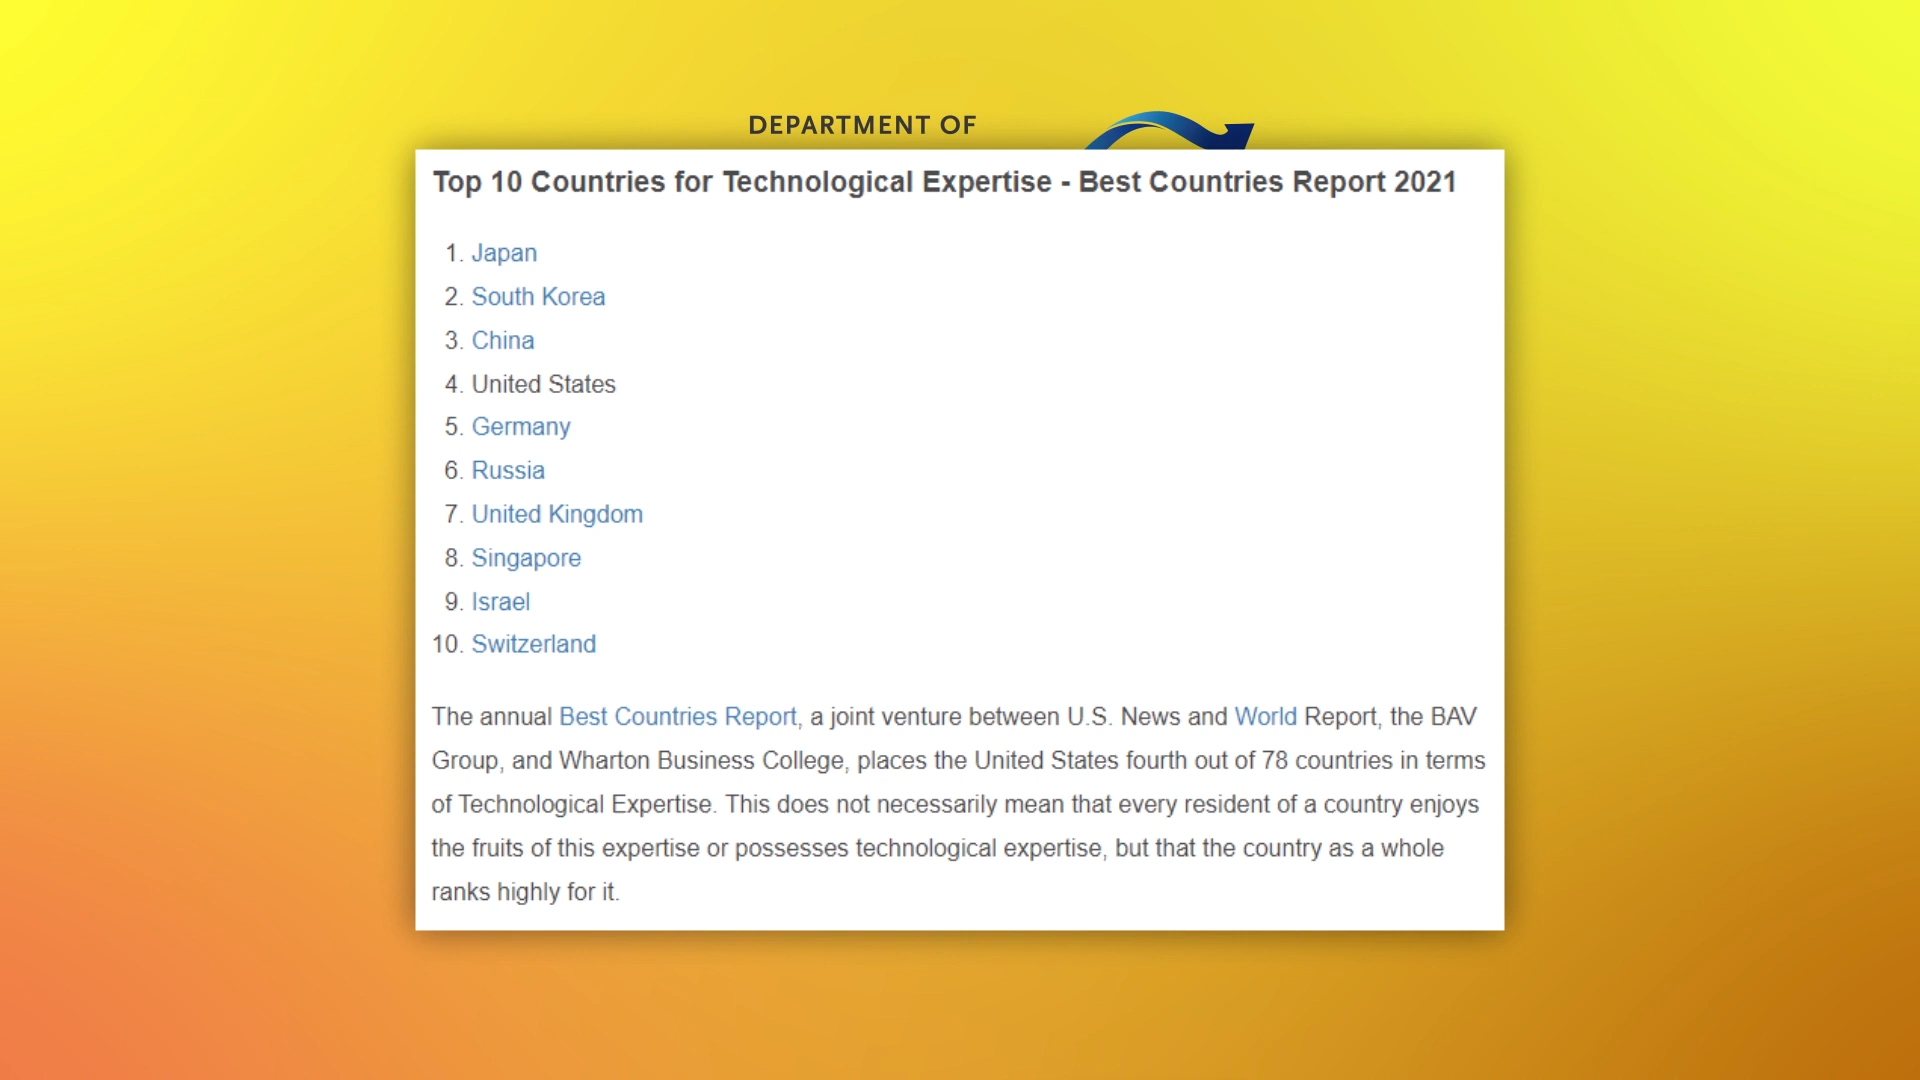 DEPARTMENT OF
Top 10 Countries for Technological Expertise - Best Countries Report 2021
1. Japan
2. South Korea
3. China
4. United States
5. Germany
6. Russia
7. United Kingdom
8. Singapore
9. Israel
10. Switzerland
The annual Best Countries Report, a joint venture between U.S. News and World Report, the BAV
Group, and Wharton Business College, places the United States fourth out of 78 countries in terms
of Technological Expertise. This does not necessarily mean that every resident of a country enjoys
the fruits of this expertise or possesses technological expertise, but that the country as a whole
ranks highly for it.